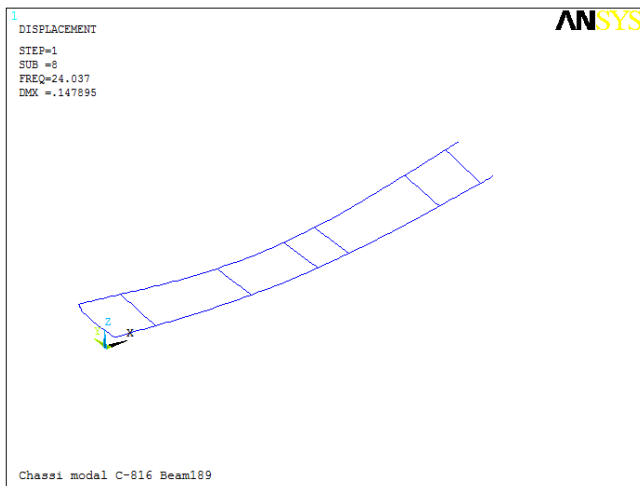 1
ANSYS
DISPLACEMENT
STEP=1
SUB =8
FREQ=24.037
DMX =.147895
Z
X
Chassi modal C-816 Beam189